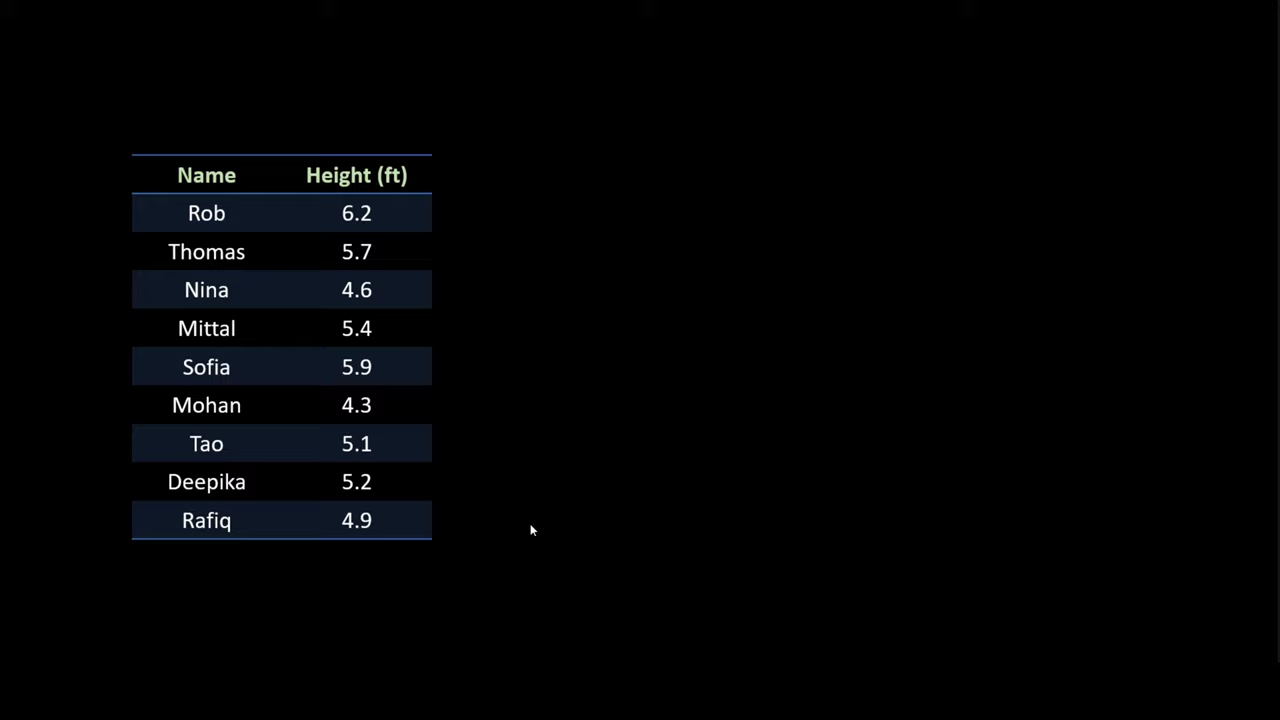 Name Height (ft)
Rob 6.2
Thomas 5.7
Nina 4.6
Mittal 5.4
Sofia 5.9
Mohan 4.3
Tao 5.1
Deepika 5.2
Rafiq 4.9